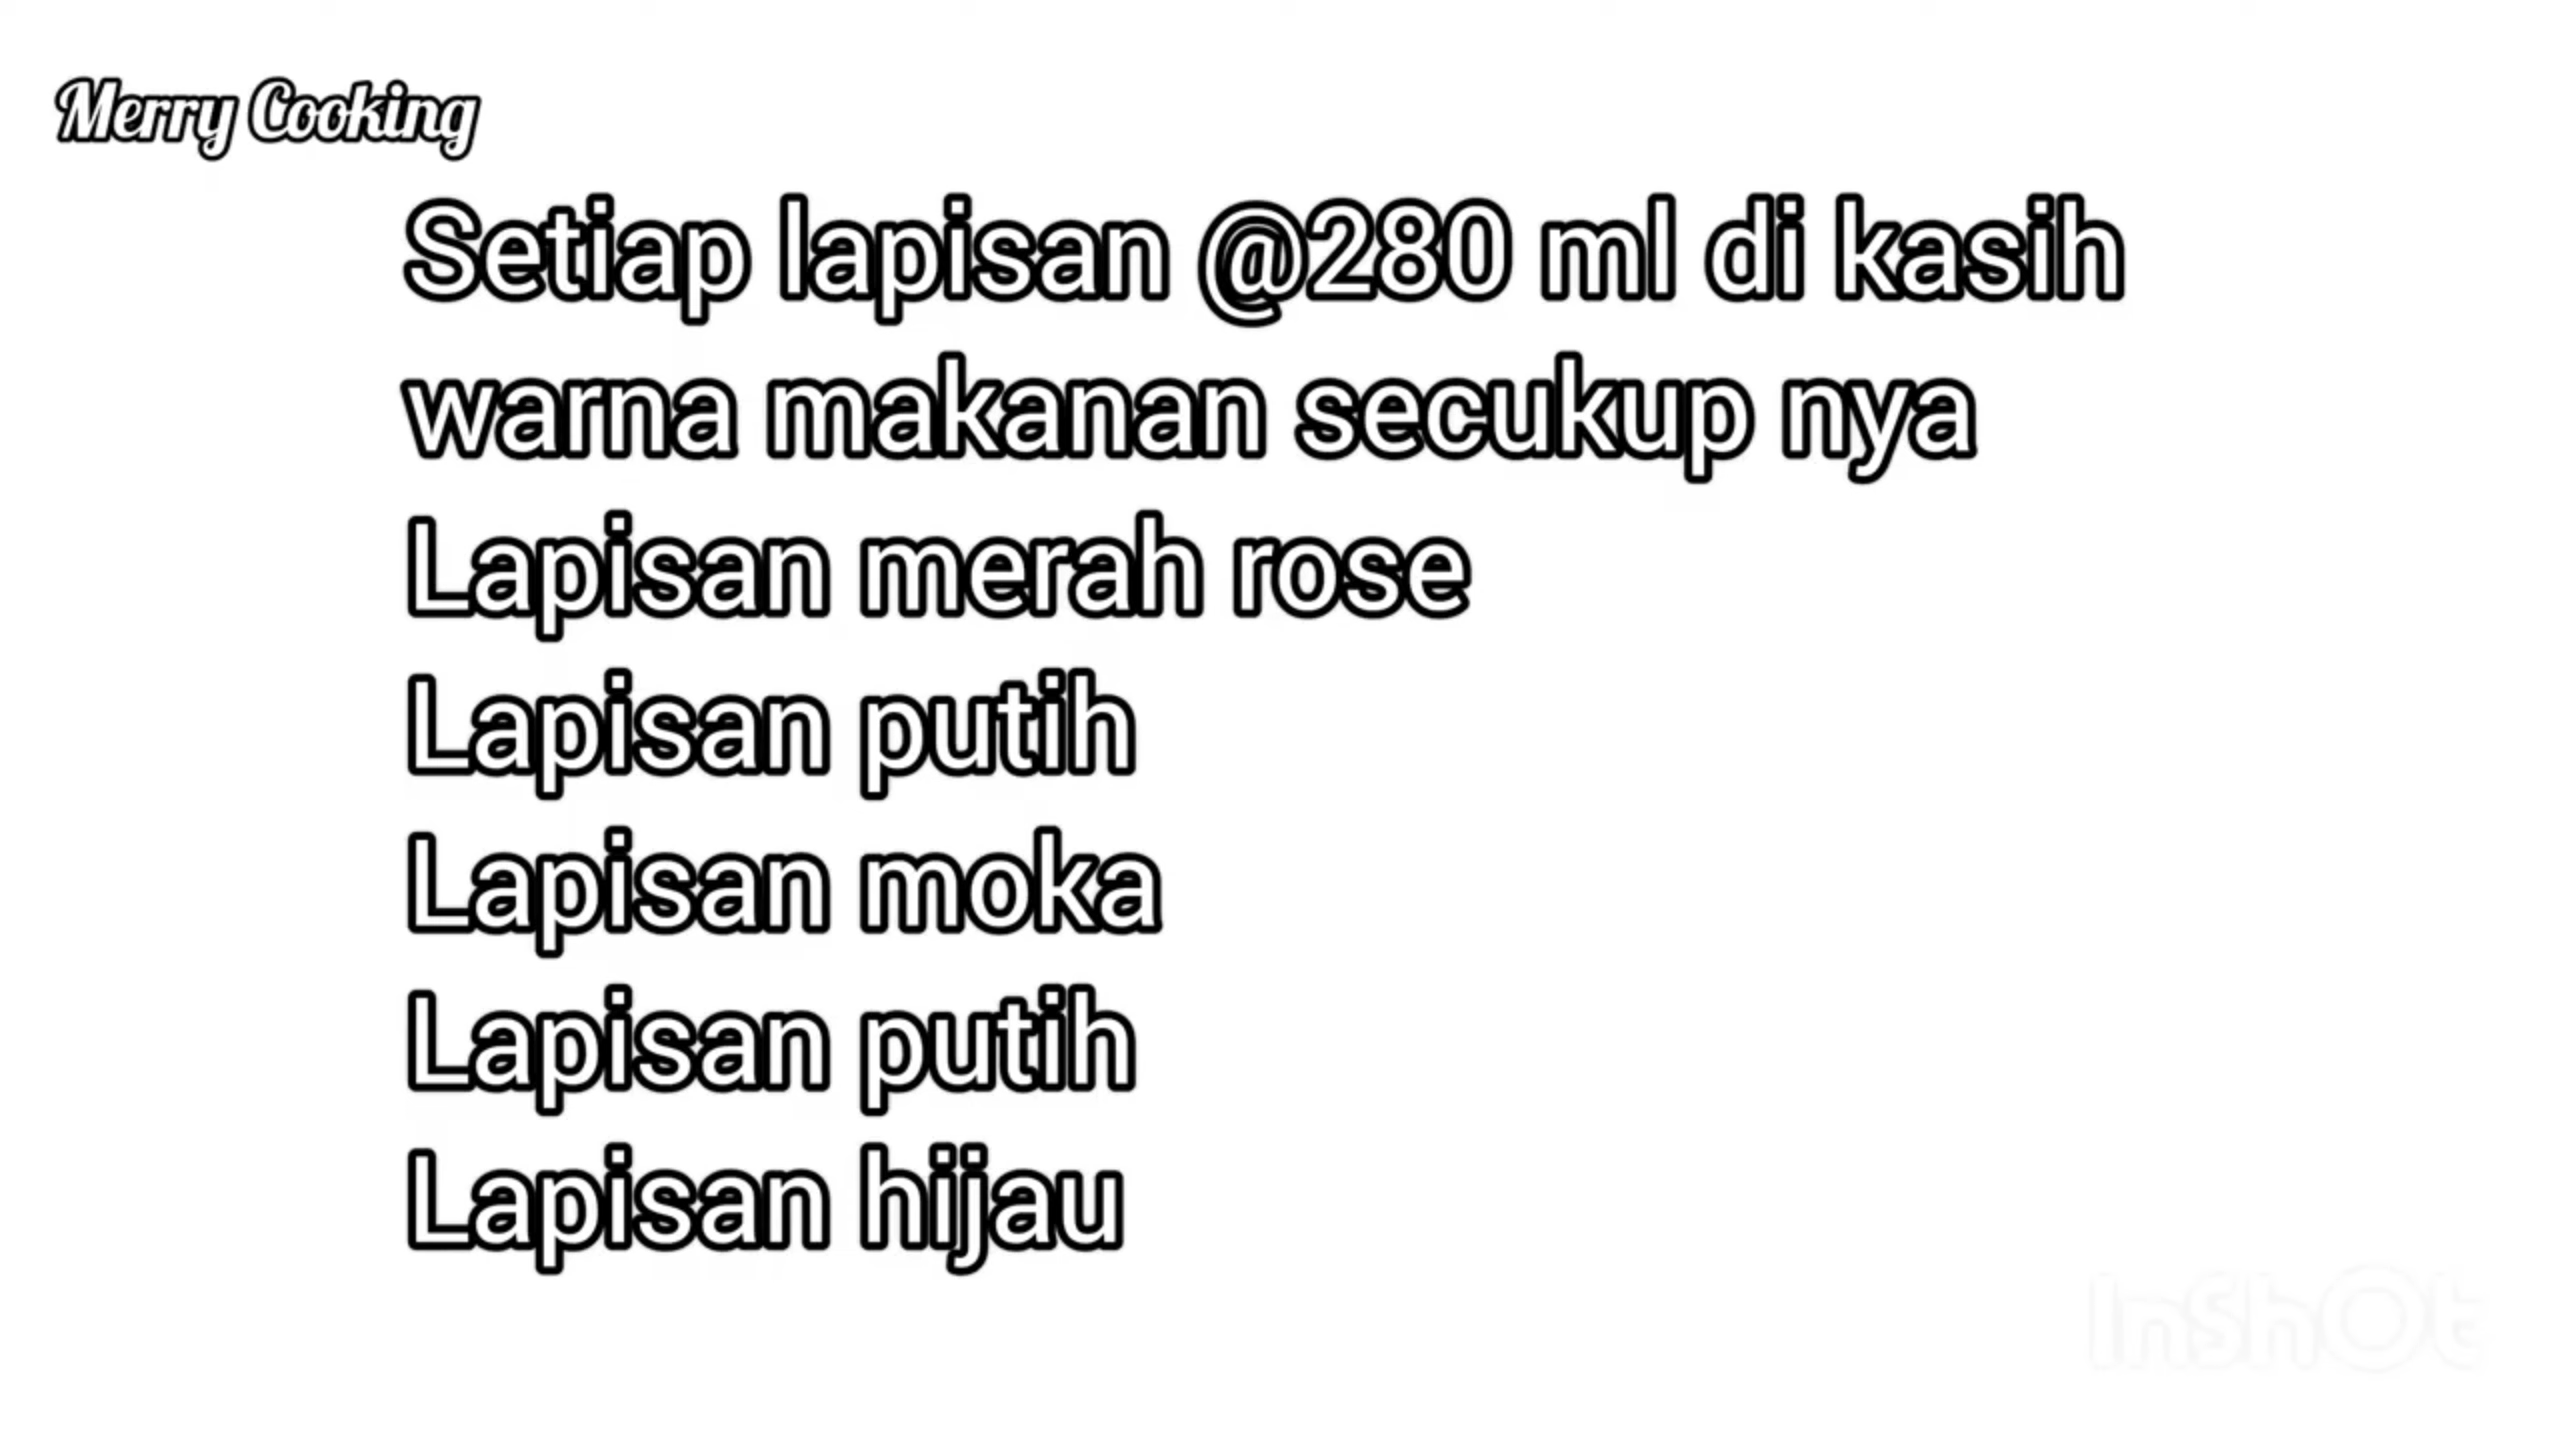 Merry Cooking
Setiap lapisan @280 ml di kasih
warna makanan secukup nya
Lapisan merah rose
Lapisan putih
Lapisan moka
Lapisan putih
Lapisan hijau
InShOt